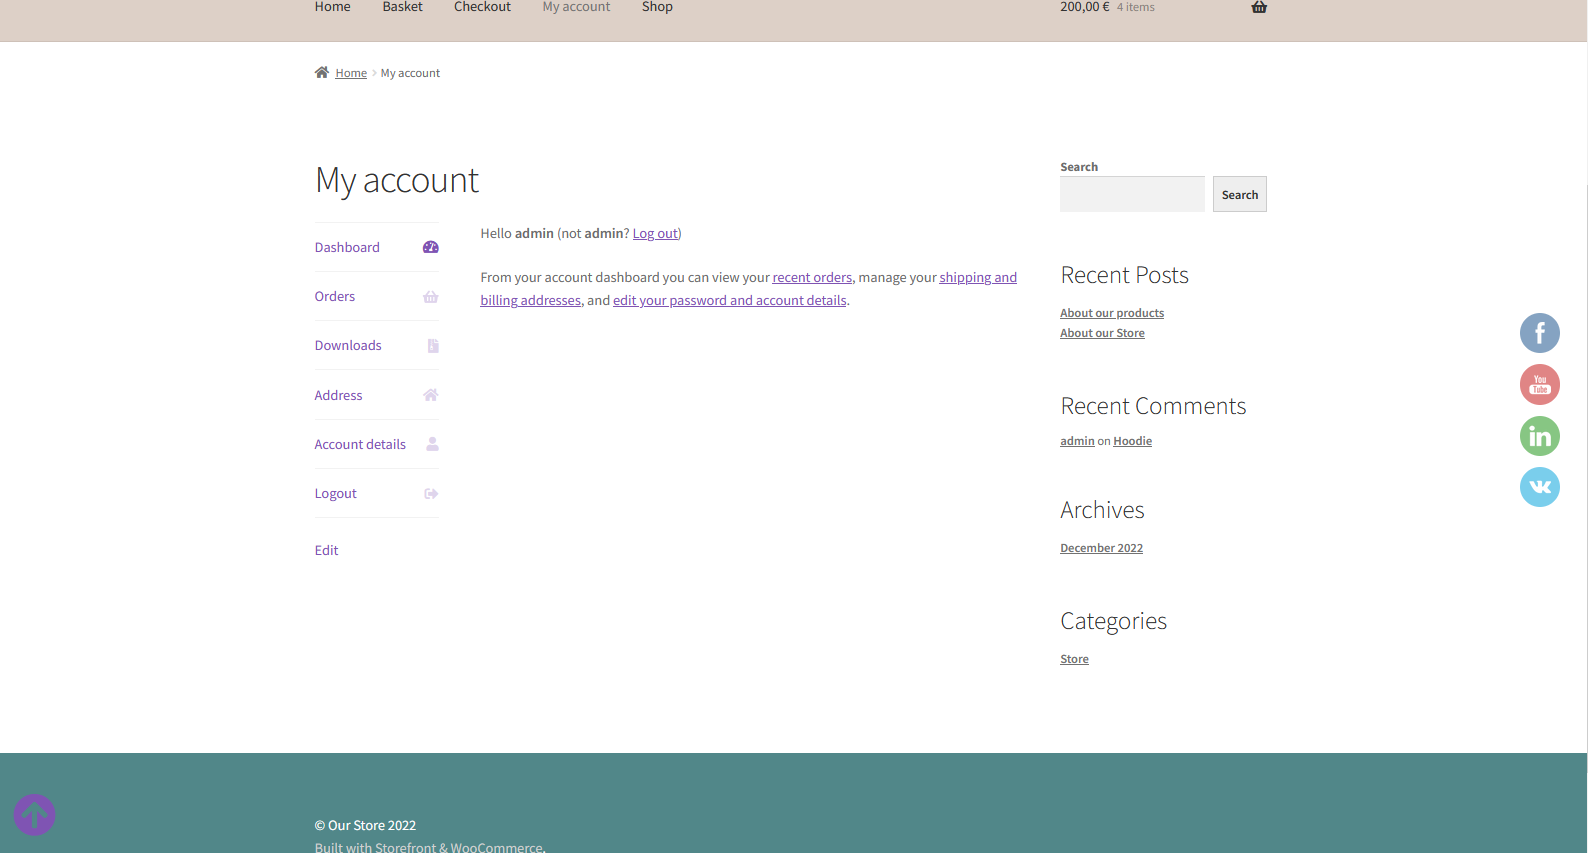 Home Basket Checkout My account Shop 200,00 € 4 items
Home My account
My account
Dashboard
Orders
Downloads
Address
Account details
Logout
Edit
Hello admin (not admin? Log out)
From your account dashboard you can view your recent orders, manage your shipping and
billing addresses, and edit your password and account details.
Search
Search
Recent Posts
About our products
About our Store
Recent Comments
admin on Hoodie
Archives
December 2022
Categories
Store
f
You
Tube
in
© Our Store 2022
Built with Storefront & WooCommerce.